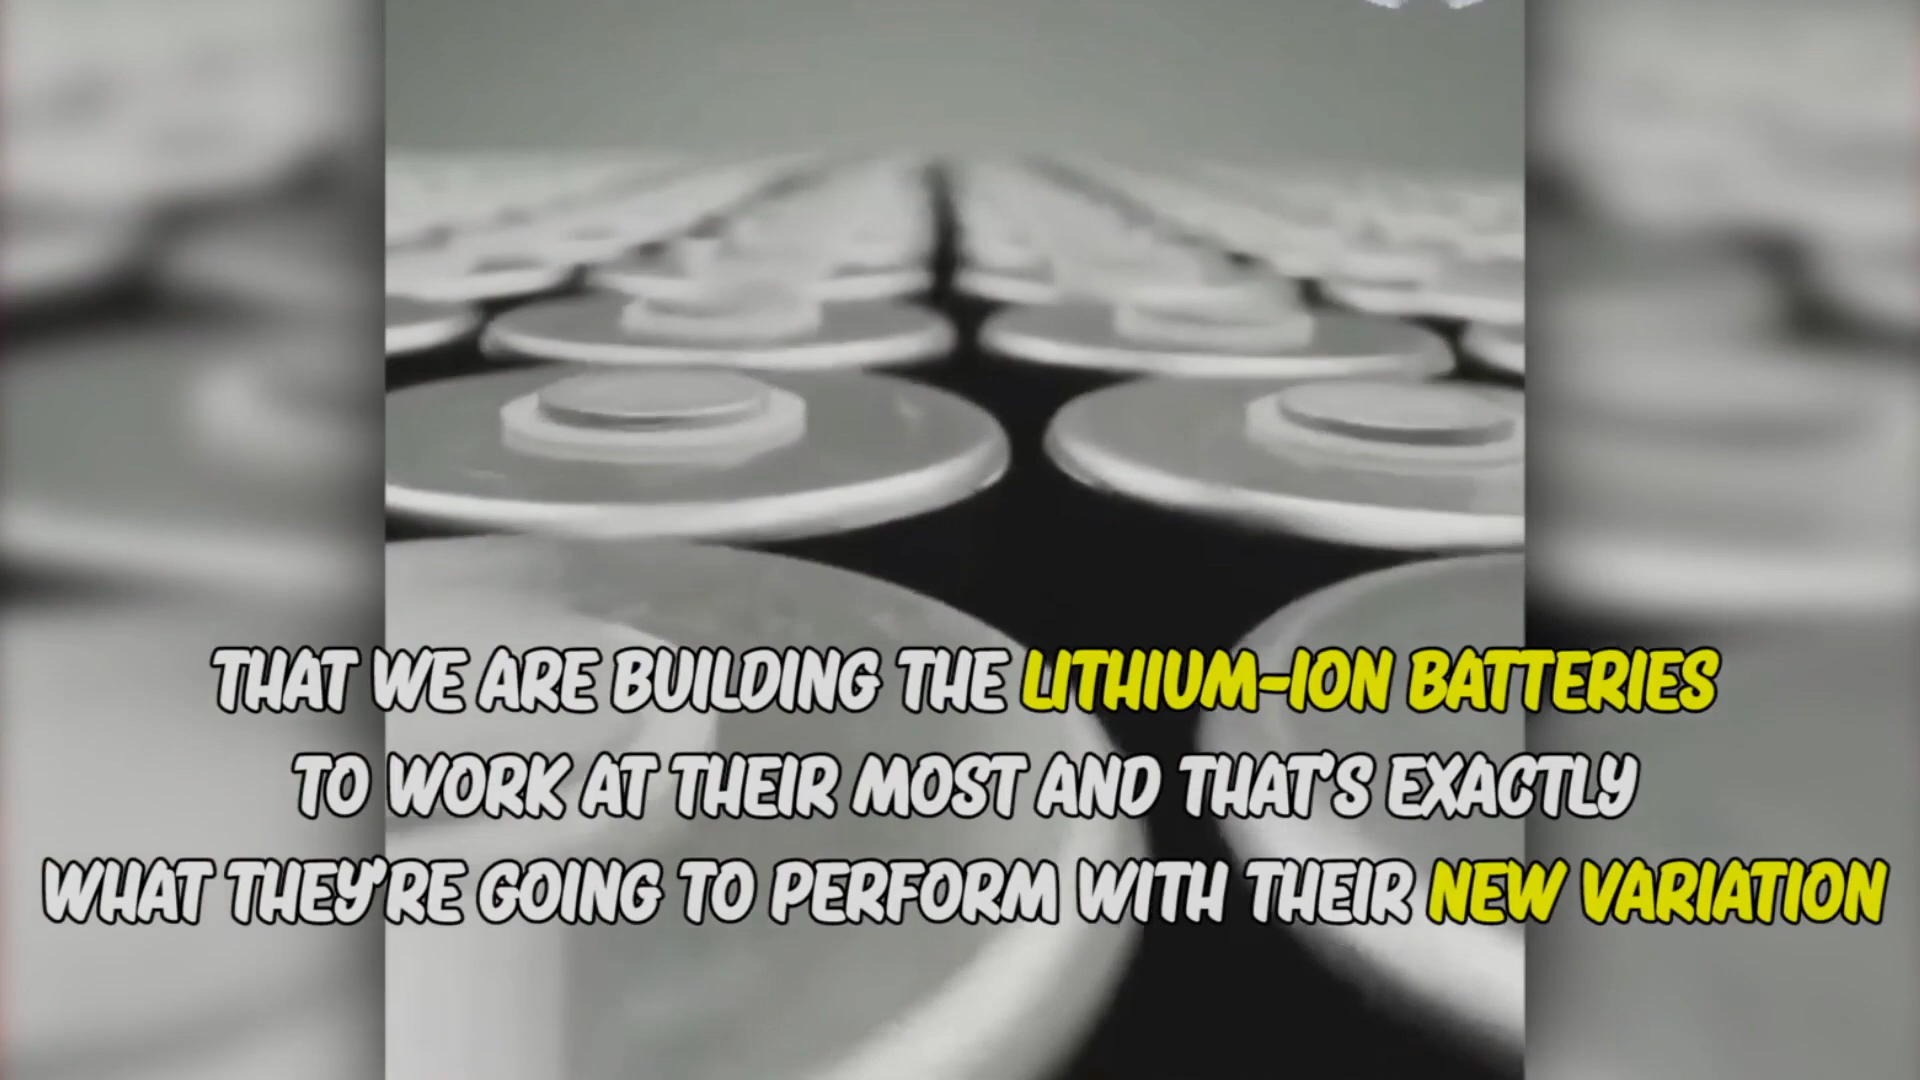 THAT WE ARE BUILDING THE LITHIUM-ION BATTERIES
TO WORK AT THEIR MOST AND THAT'S EXACTLY
WHAT THEY'RE GOING TO PERFORM WITH THEIR NEW VARIATION